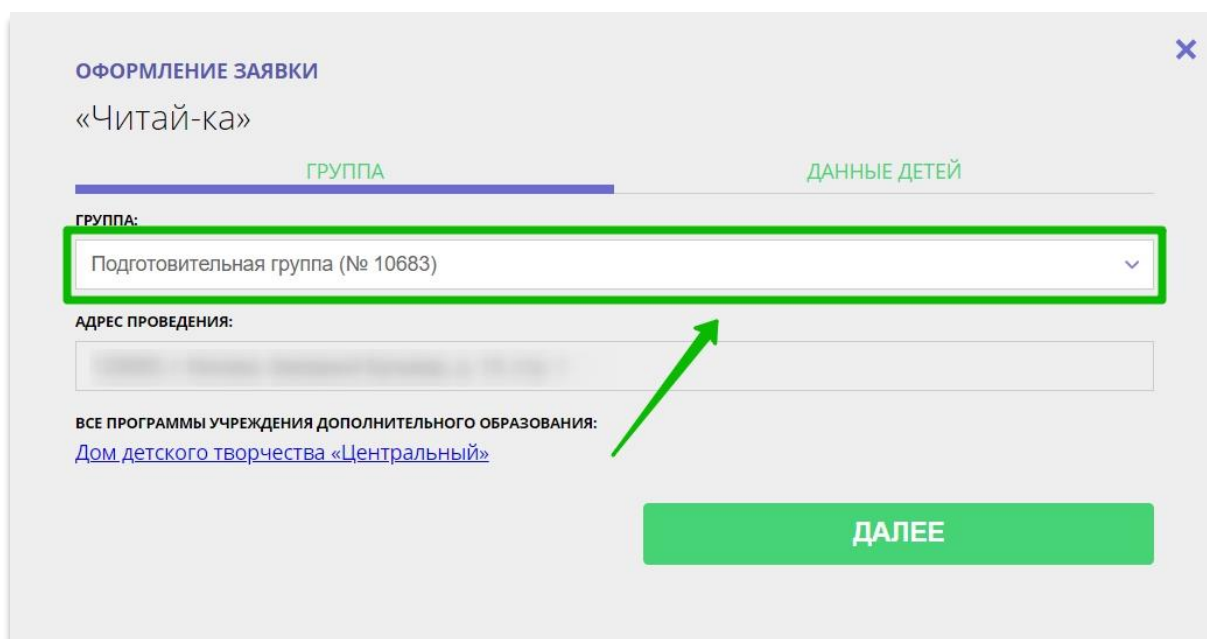 ОФОРМЛЕНИЕ ЗАЯВКИ
«Читай-ка»
ГРУППА
ДАННЫЕ ДЕТЕЙ
ГРУППА:
Подготовительная группа (№ 10683)
АДРЕС ПРОВЕДЕНИЯ:
ВСЕ ПРОГРАММЫ УЧРЕЖДЕНИЯ ДОПОЛНИТЕЛЬНОГО ОБРАЗОВАНИЯ:
Дом детского творчества «Центральный»
ДАЛЕЕ